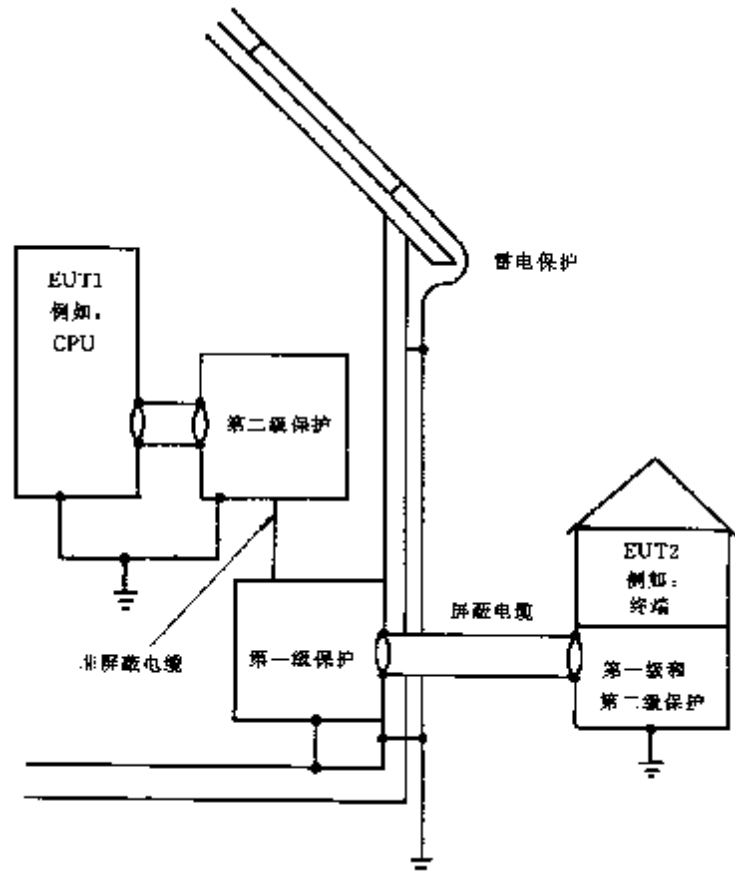 雷电保护
EUT1
例如:
CPU
第二级保护
EUT2
例如:
终端
屏蔽电缆
非屏蔽电缆
第一级保护
第一级和
第二级保护